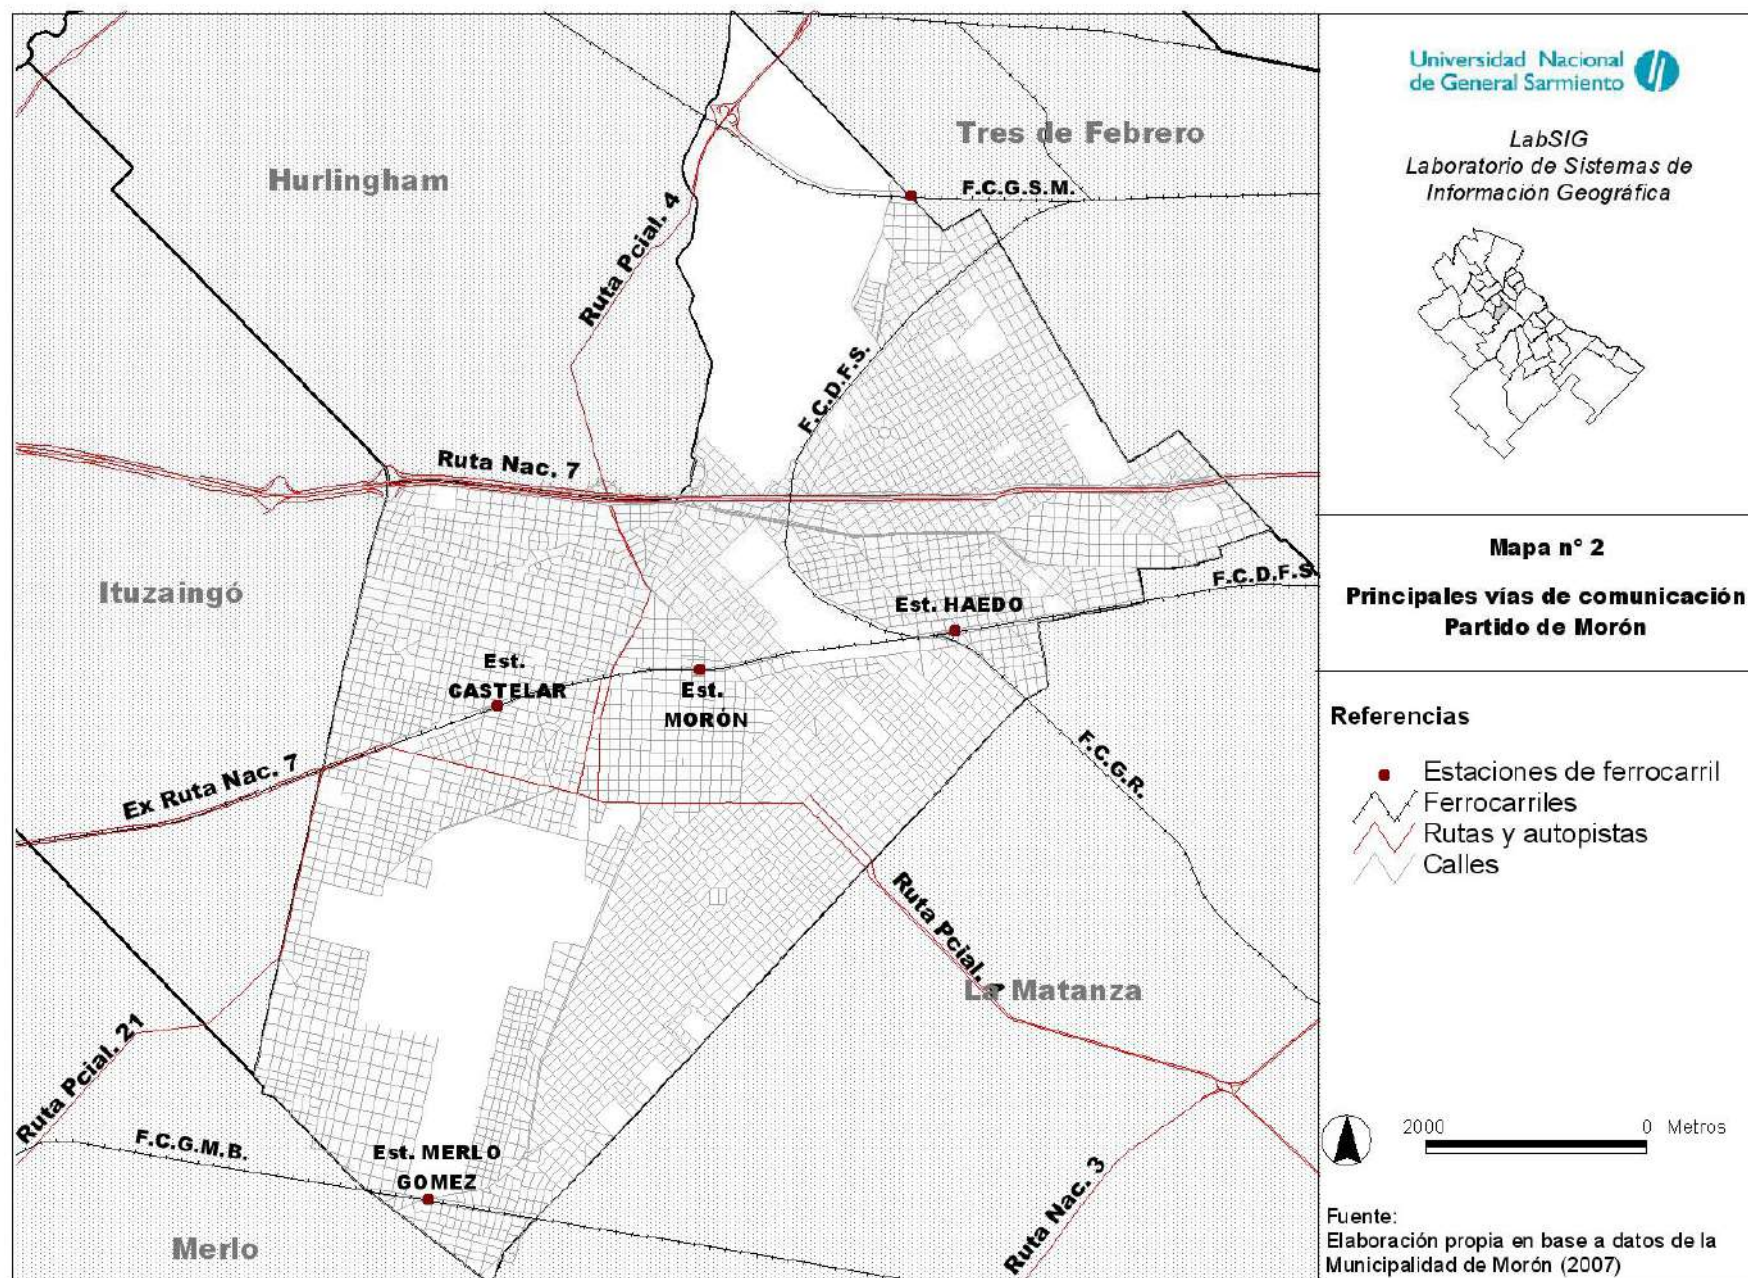 Hurlingham
Tres de Febrero
F.C.G.S.M.
Ruta Pcial. 4
F.C.D.F.S.
Ruta Nac. 7
Ituzaingó
F.C.D.F.S.
Est. HAEDO
Est.
CASTELAR
Est.
MORÓN
Ex Ruta Nac. 7
F.C.G.R.
Ruta Pcial.
La Matanza
Ruta Pcial. 21
F.C.G.M.B.
Est. MERLO
GOMEZ
Ruta Nac. 3
Merlo
Universidad Nacional
de General Sarmiento
LabSIG
Laboratorio de Sistemas de
Información Geográfica
Mapa n° 2
Principales vías de comunicación
Partido de Morón
Referencias
Estaciones de ferrocarril
Ferrocarriles
Rutas y autopistas
Calles
2000 0 Metros
Fuente:
Elaboración propia en base a datos de la
Municipalidad de Morón (2007)